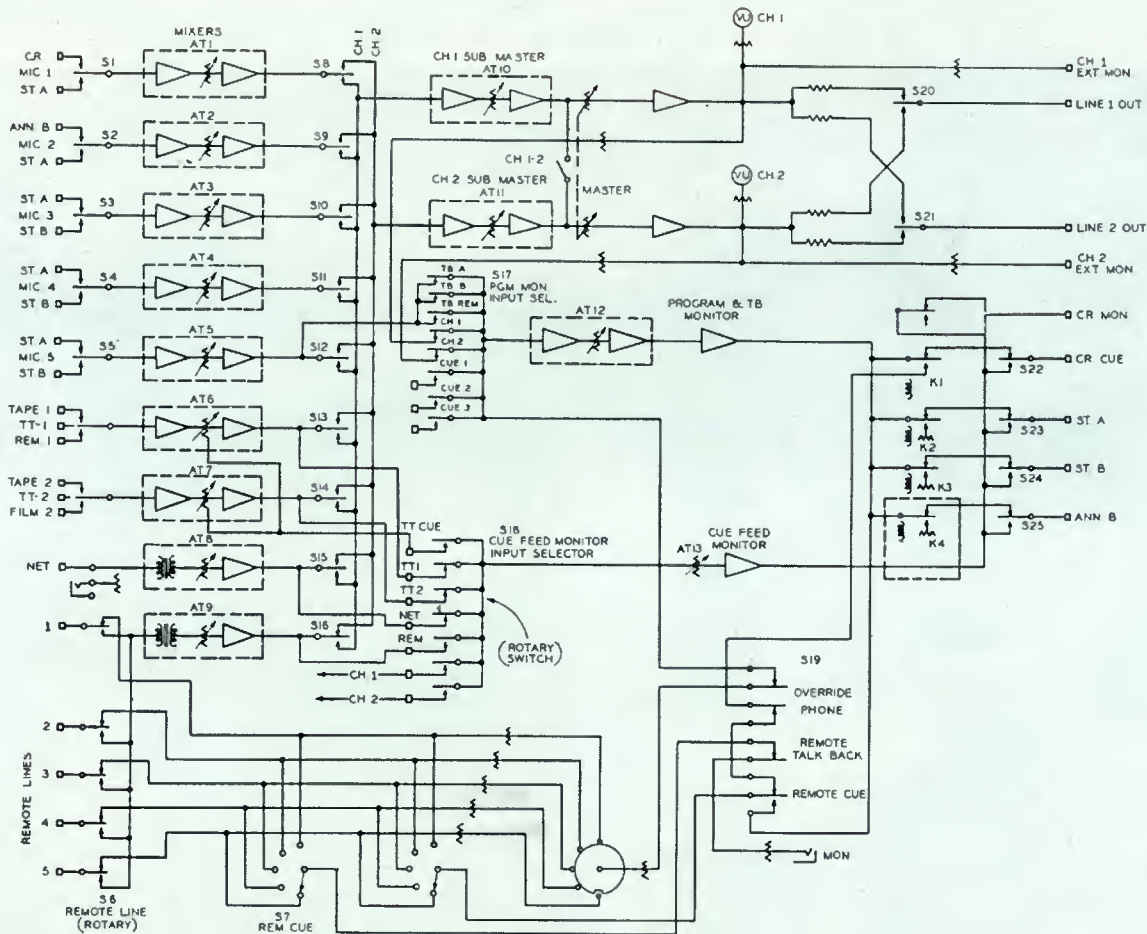 MIXERS
AT1
CR
MIC 1
ST. A
S1
S8
CH 1
CH 2
AT2
ANN. B
MIC. 2
ST A
S2
S9
AT3
ST. A
MIC 3
ST. B
S3
S10
AT4
ST. A
MIC. 4
ST B
S4
S11
AT5
ST. A
MIC. 5
ST.B
S5
S12
AT6
TAPE 1
TT-1
REM. 1
S13
AT7
TAPE 2
TT-2
FILM 2
S14
AT8
NET
S15
AT9
1
S16
CH 1 SUB MASTER
AT10
CH 1-2
CH 2 SUB MASTER
AT11
MASTER
VU CH 1
VU CH.2
S20
S21
CH 1
EXT. MON
LINE 1 OUT
LINE 2 OUT
CH 2
EXT MON
S17
PGM MON
INPUT SEL.
TB A
TB B
TB REM
CH 1
CH 2
CUE 1
CUE 2
CUE 3
AT12
PROGRAM & TB
MONITOR
CR MON
CR CUE
K1
S22
ST. A
K2
S23
ST B
K3
S24
ANN B
K4
S25
S18
CUE FEED MONITOR
INPUT SELECTOR
TT CUE
TT1
TT 2
NET
REM
CH 1
CH 2
(ROTARY
SWITCH)
AT13
CUE FEED
MONITOR
S19
OVERRIDE
PHONE
REMOTE
TALK BACK
REMOTE CUE
MON
REMOTE LINES
2
3
4
5
S6
REMOTE LINE
(ROTARY)
S7
REM CUE